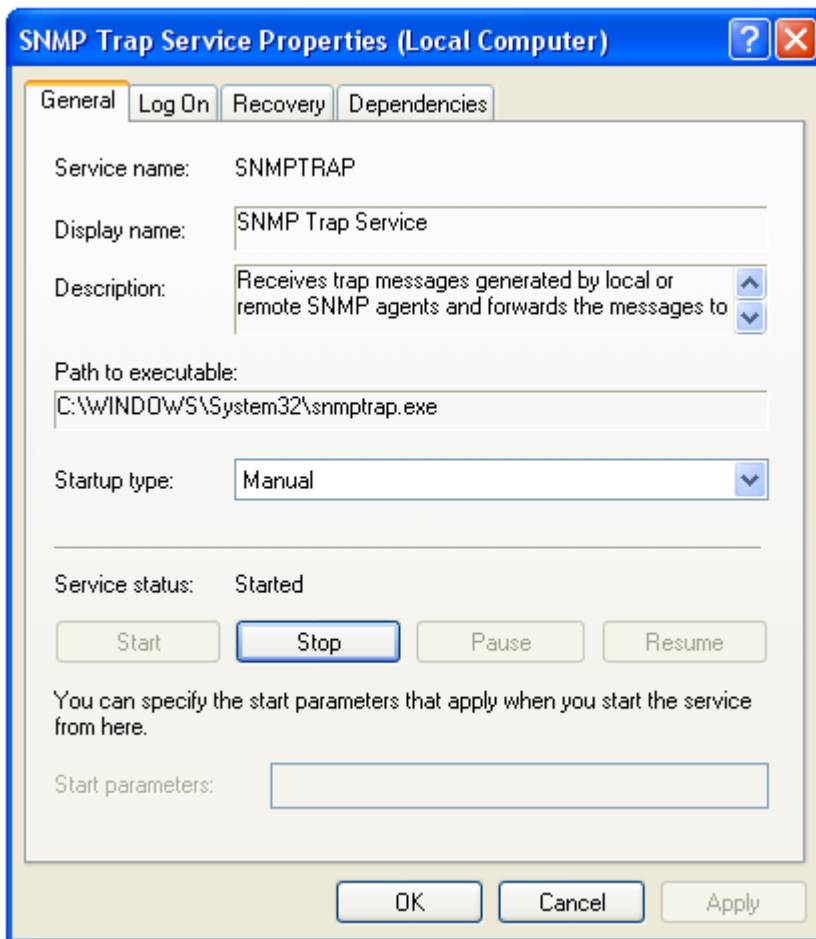 SNMP Trap Service Properties (Local Computer)
General Log On Recovery Dependencies
Service name: SNMPTRAP
Display name: SNMP Trap Service
Description: Receives trap messages generated by local or
remote SNMP agents and forwards the messages to
Path to executable:
C:\WINDOWS\System32\snmptrap.exe
Startup type: Manual
Service status: Started
Start Stop Pause Resume
You can specify the start parameters that apply when you start the service
from here.
Start parameters:
OK Cancel Apply